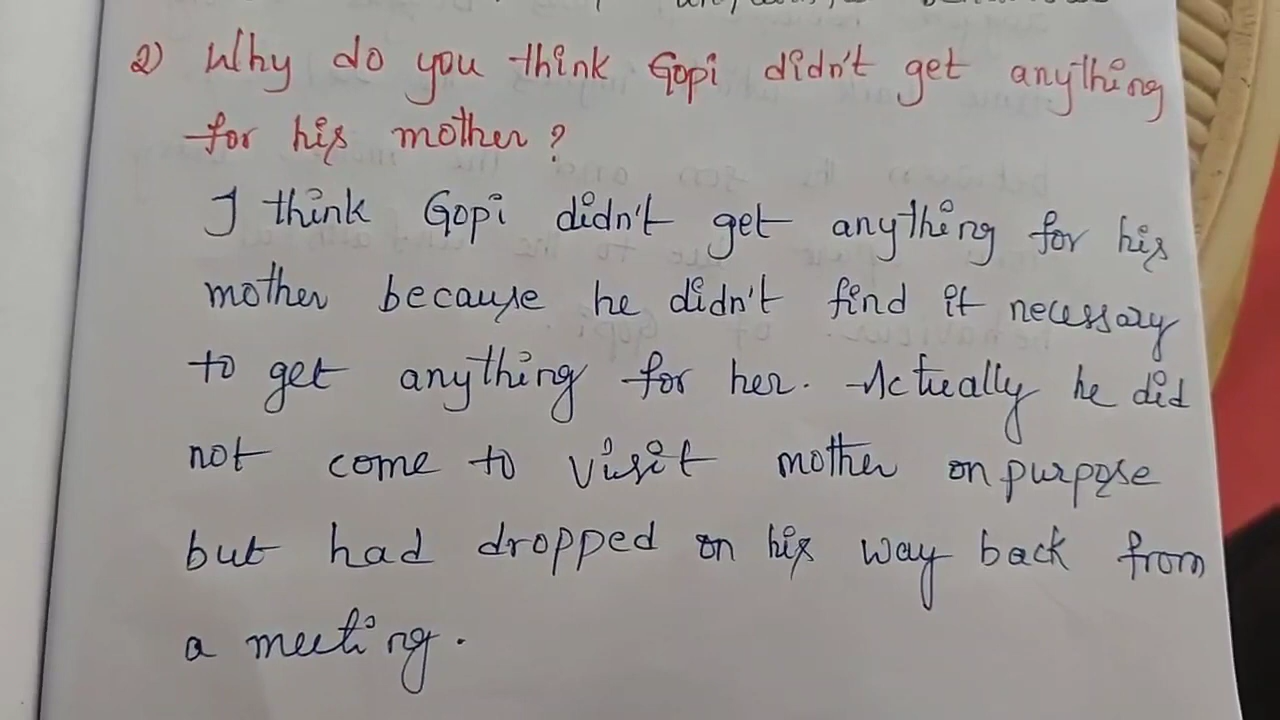 2) Why do you think Gopi didn't get anything
for his mother?
I think Gopi didn't get anything for his
mother because he didn't find it necessary
to get anything for her. Actually he did
not come to visit mother on purpose
but had dropped on his way back from
a meeting.